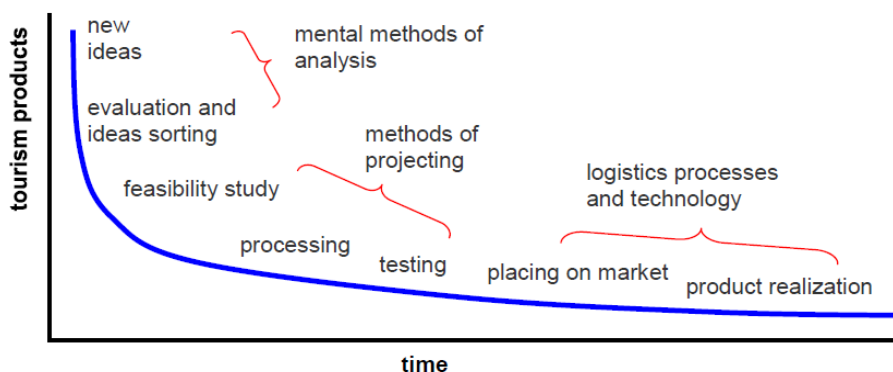 new
ideas
mental methods of
analysis
evaluation and
ideas sorting
methods of
projecting
feasibility study
logistics processes
and technology
processing
testing
placing on market
product realization
tourism products
time